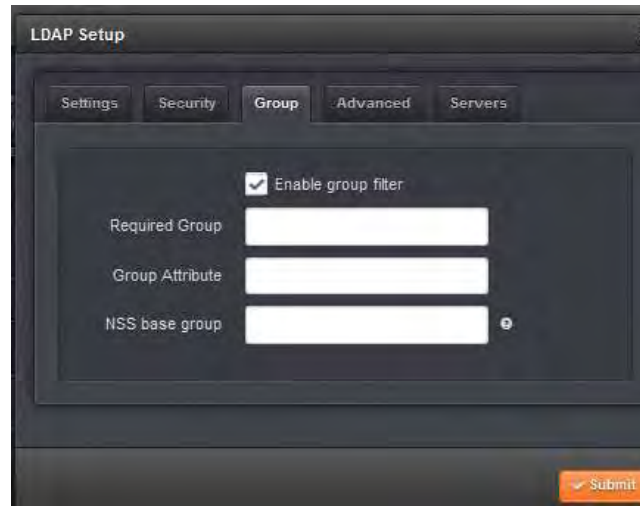 LDAP Setup
Settings Security Group Advanced Servers
Enable group filter
Required Group
Group Attribute
NSS base group
Submit